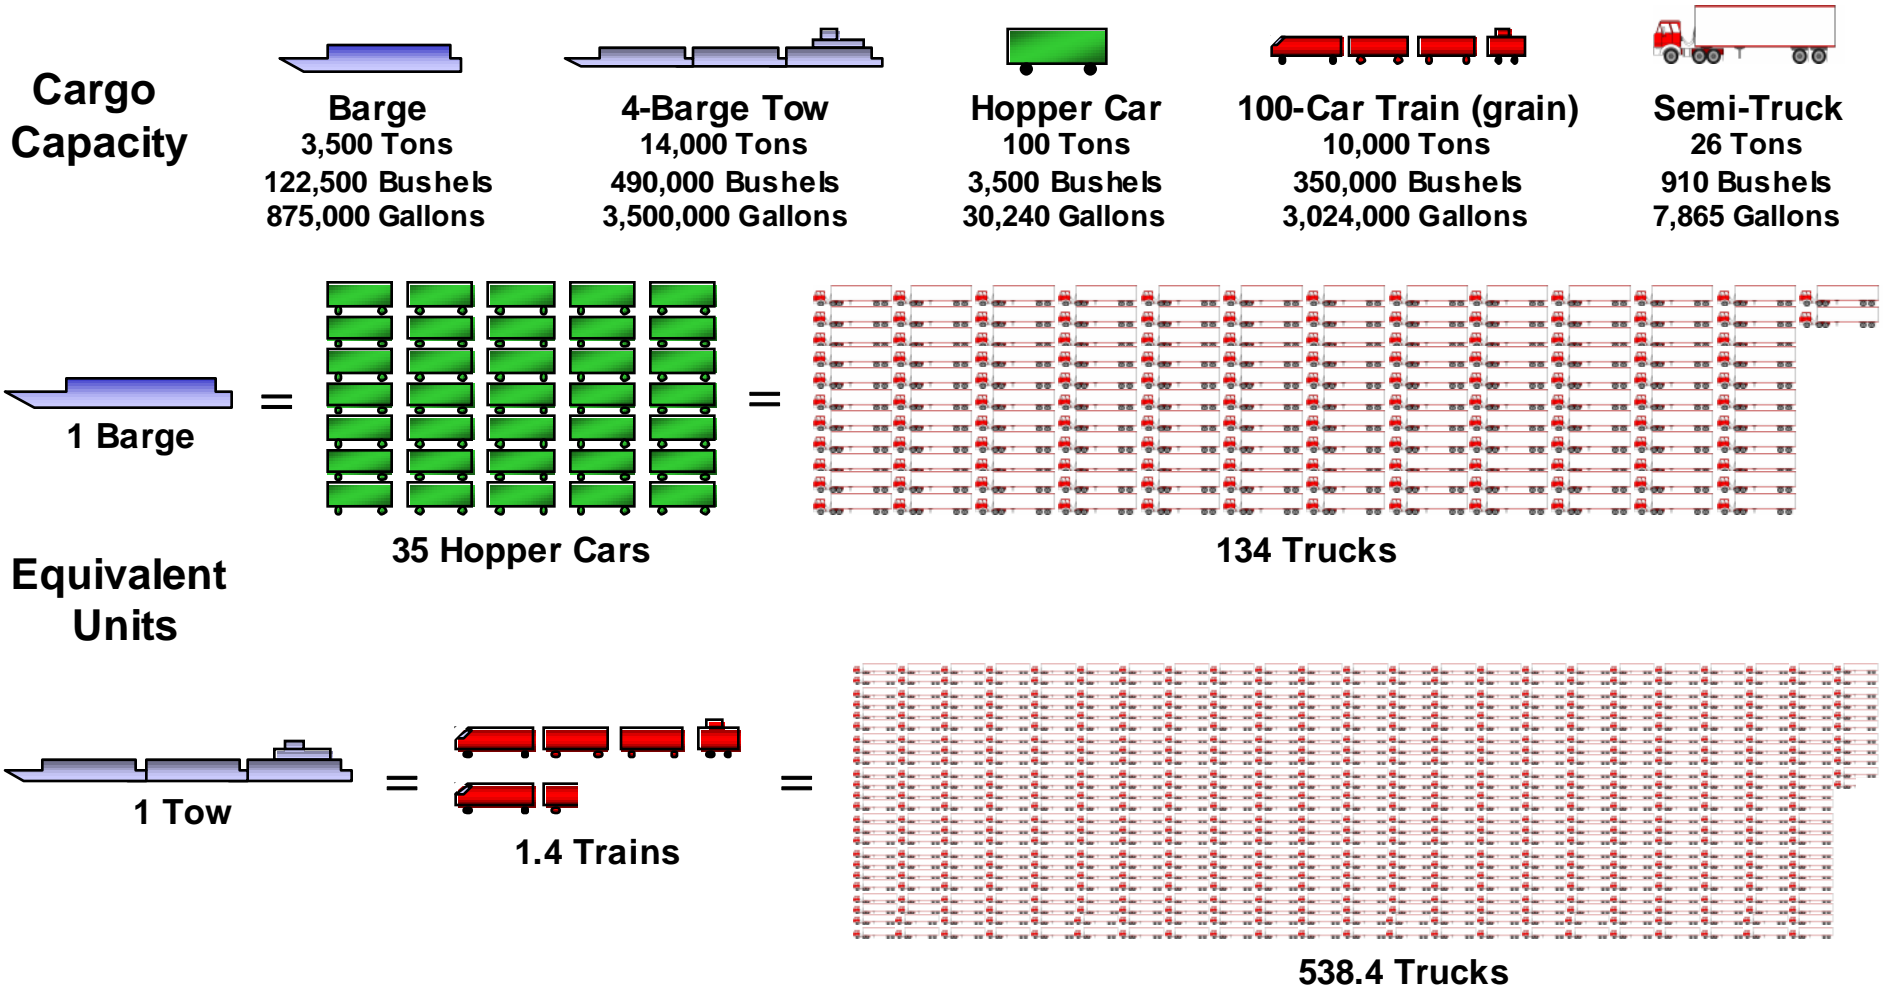 Cargo
Capacity
Barge
3,500 Tons
122,500 Bushels
875,000 Gallons
4-Barge Tow
14,000 Tons
490,000 Bushels
3,500,000 Gallons
Hopper Car
100 Tons
3,500 Bushels
30,240 Gallons
100-Car Train (grain)
10,000 Tons
350,000 Bushels
3,024,000 Gallons
Semi-Truck
26 Tons
910 Bushels
7,865 Gallons
1 Barge
=
35 Hopper Cars
=
134 Trucks
Equivalent
Units
1 Tow
=
1.4 Trains
=
538.4 Trucks